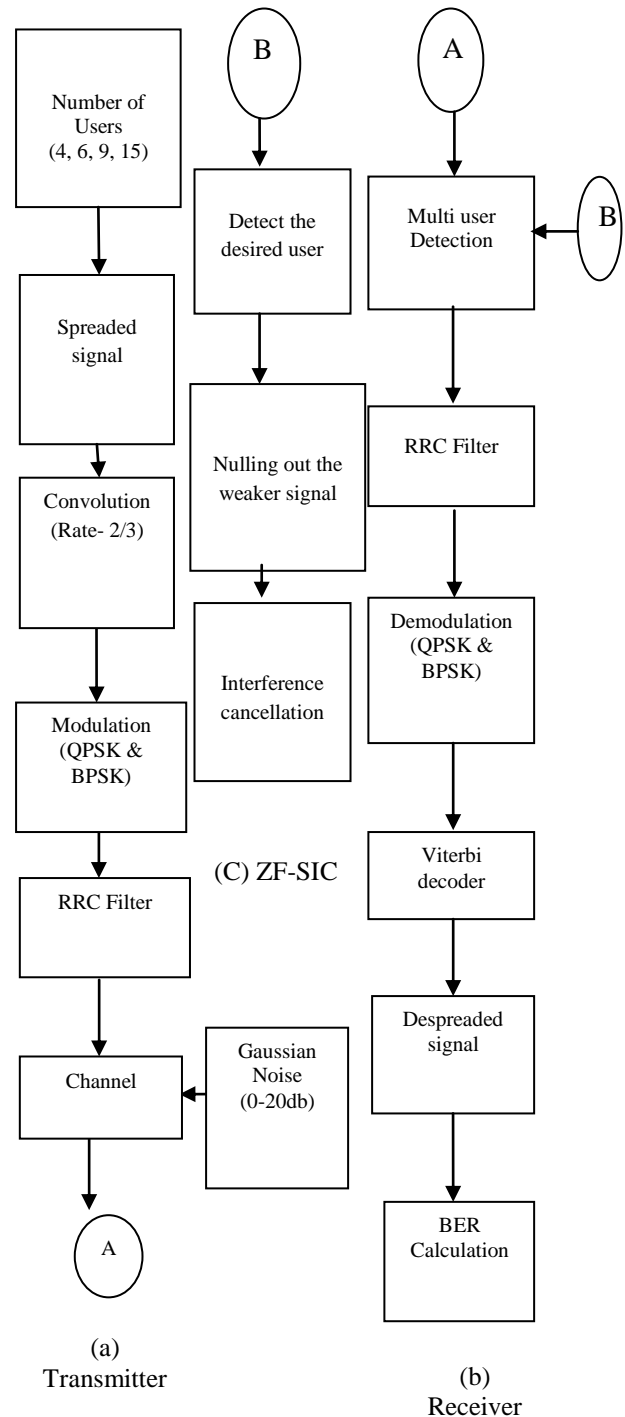 Number of
Users
(4, 6, 9, 15)
Spreaded
signal
Convolution
(Rate- 2/3)
Modulation
(QPSK &
BPSK)
RRC Filter
Channel
Gaussian
Noise
(0-20db)
A
(a)
Transmitter
B
Detect the
desired user
Nulling out the
weaker signal
Interference
cancellation
(C) ZF-SIC
A
Multi user
Detection
B
RRC Filter
Demodulation
(QPSK &
BPSK)
Viterbi
decoder
Despreaded
signal
BER
Calculation
(b)
Receiver